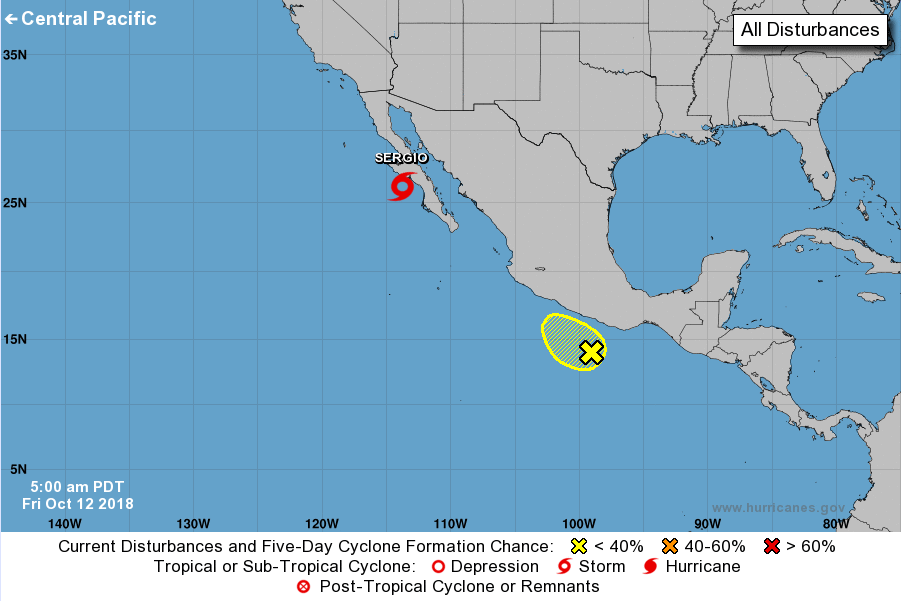 ←Central Pacific
All Disturbances
35N
SERGIO
25N
15N
5N
5:00 am PDT
Fri Oct 12 2018
www.hurricanes.gov
140W 130W 120W 110W 100W 90W 80W
Current Disturbances and Five-Day Cyclone Formation Chance: < 40% 40-60% > 60%
Tropical or Sub-Tropical Cyclone: Depression Storm Hurricane
Post-Tropical Cyclone or Remnants